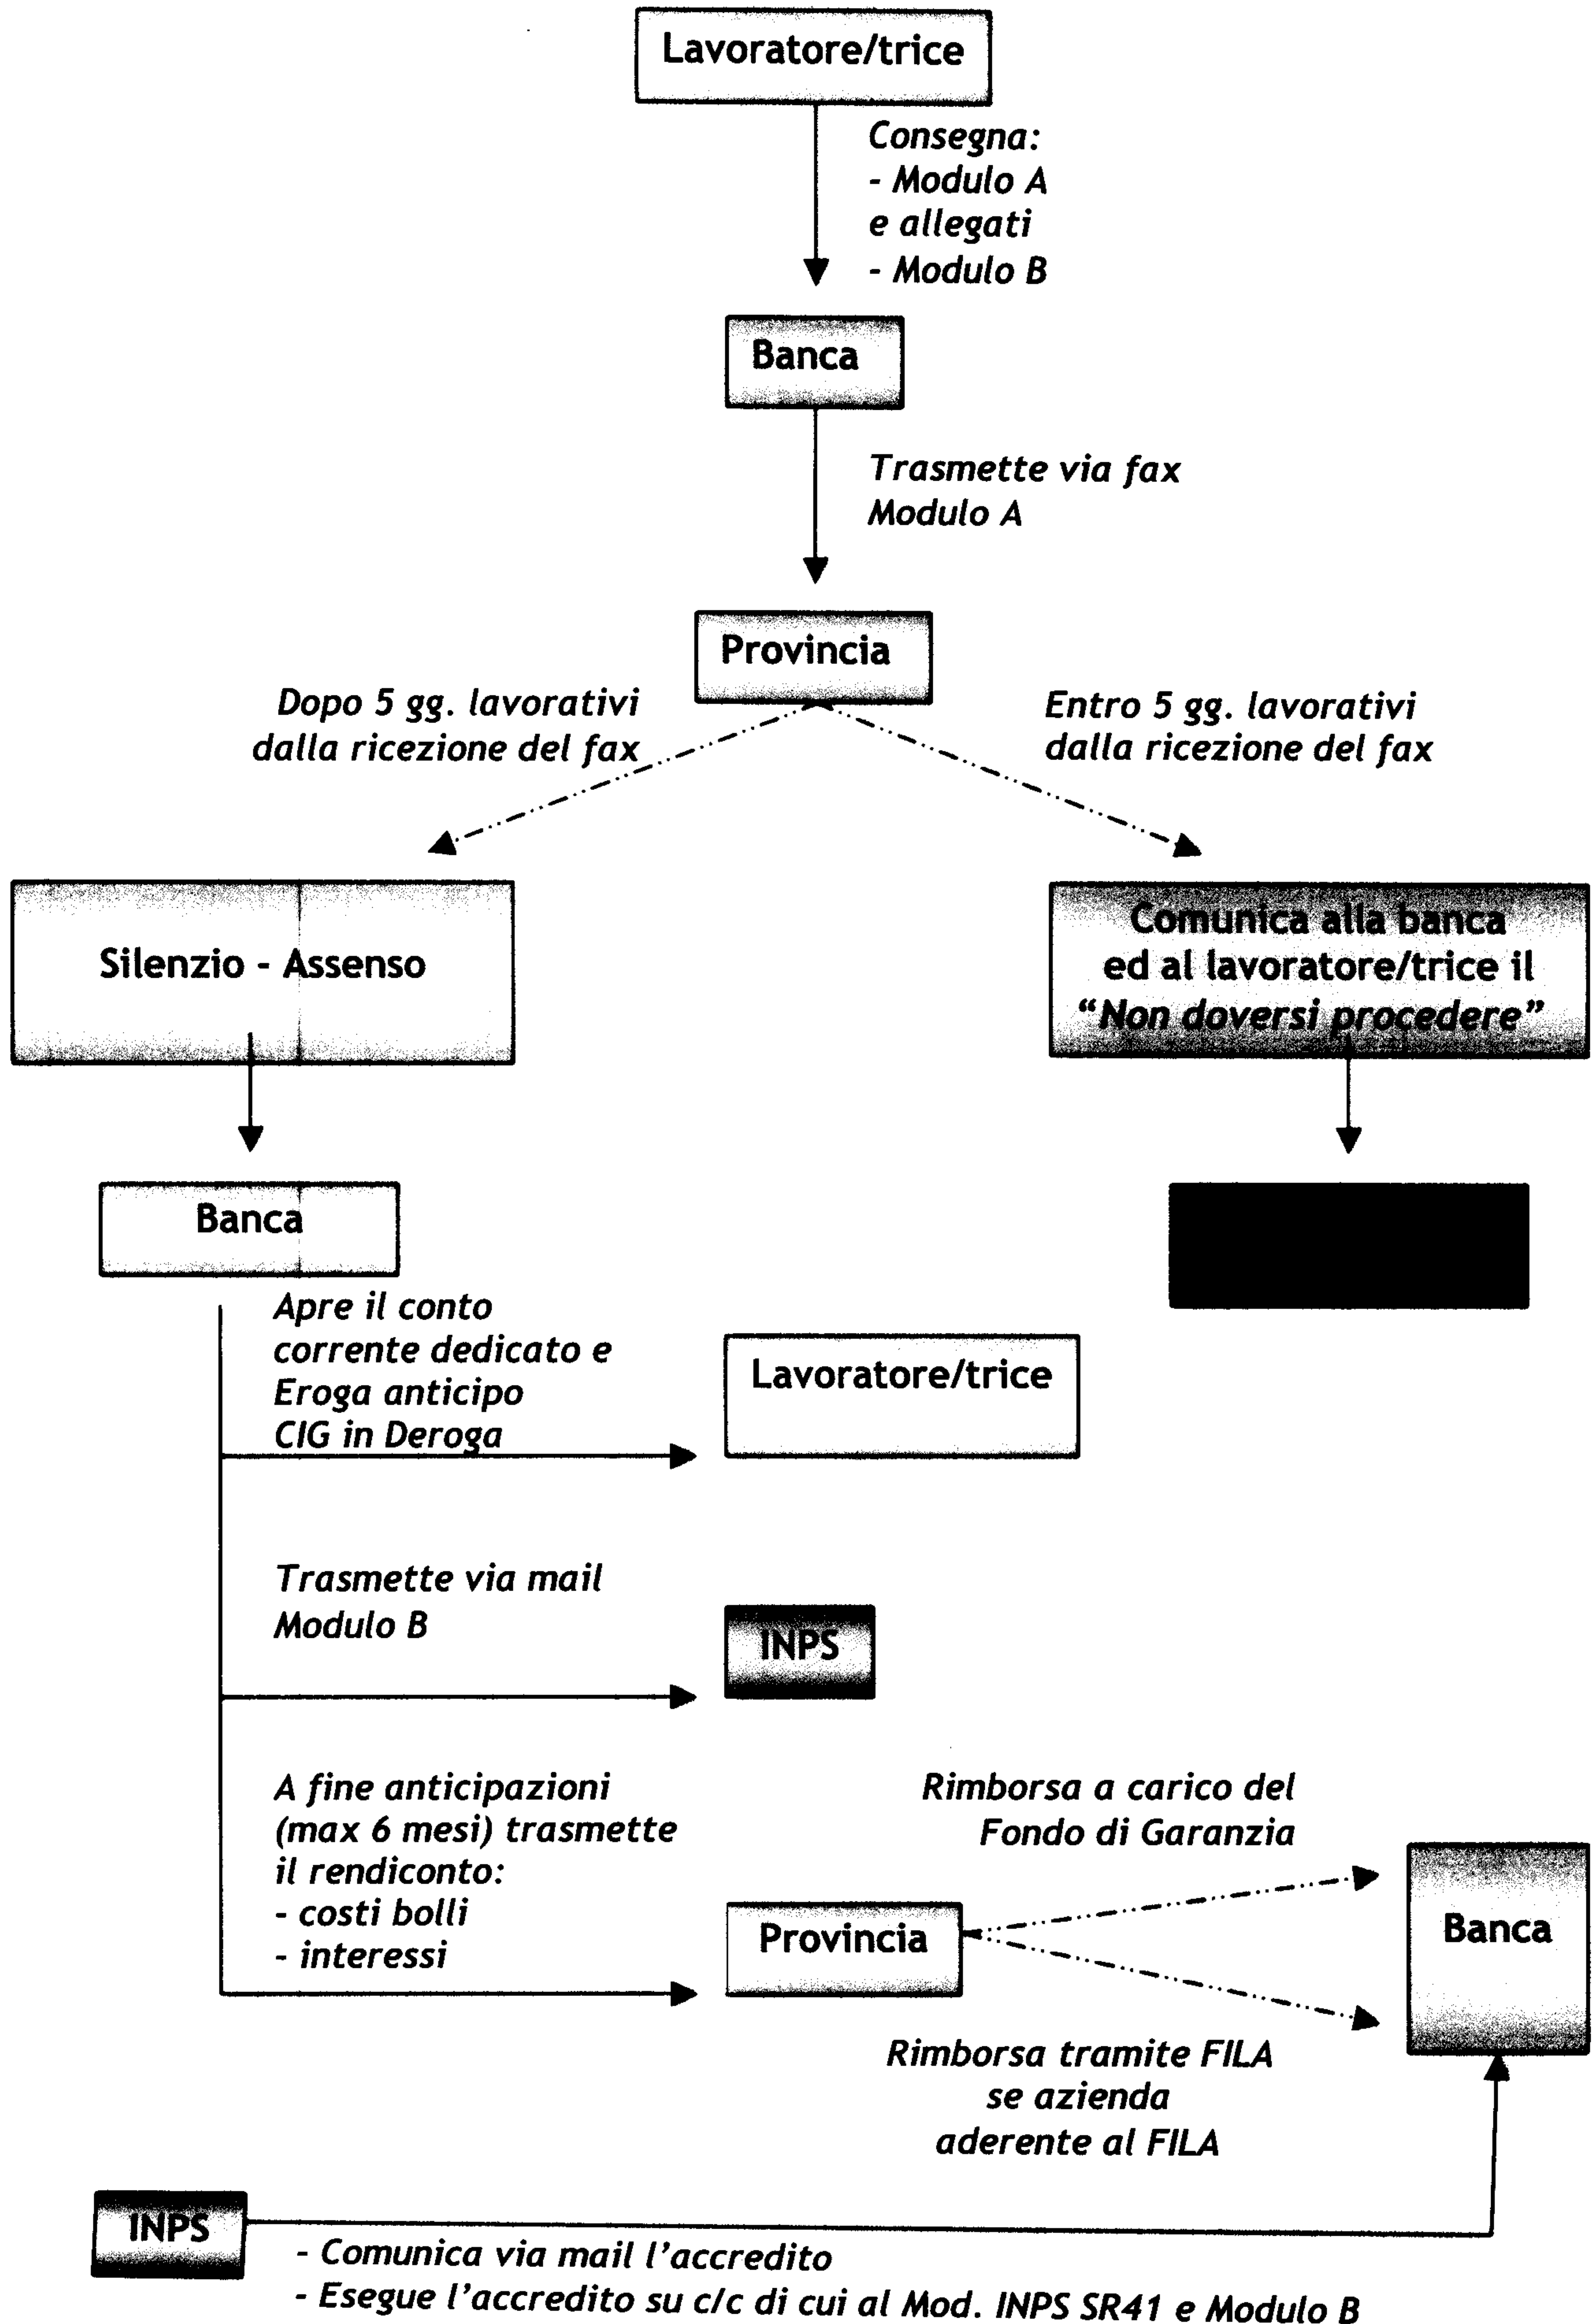 Lavoratore/trice
Consegna:
- Modulo A
e allegati
- Modulo B
Banca
Trasmette via fax
Modulo A
Provincia
Dopo 5 gg. lavorativi
dalla ricezione del fax
Entro 5 gg. lavorativi
dalla ricezione del fax
Silenzio - Assenso
Comunica alla banca
ed al lavoratore/trice il
“Non doversi procedere”
Banca
Apre il conto
corrente dedicato e
Eroga anticipo
CIG in Deroga
Lavoratore/trice
Trasmette via mail
Modulo B
INPS
A fine anticipazioni
(max 6 mesi) trasmette
il rendiconto:
- costi bolli
- interessi
Provincia
Rimborsa a carico del
Fondo di Garanzia
Banca
Rimborsa tramite FILA
se azienda
aderente al FILA
INPS
- Comunica via mail l'accredito
- Esegue l'accredito su c/c di cui al Mod. INPS SR41 e Modulo B